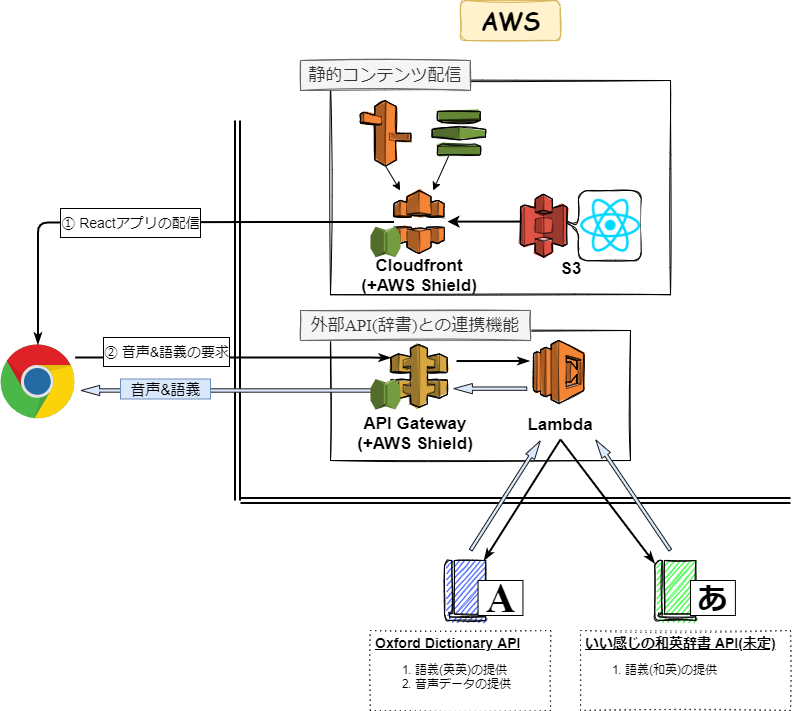 AWS
静的コンテンツ配信
① Reactアプリの配信
Cloudfront
(+AWS Shield)
S3
外部API(辞書)との連携機能
② 音声&語義の要求
音声&語義
API Gateway
(+AWS Shield)
Lambda
A
あ
Oxford Dictionary API
1. 語義(英英)の提供
2. 音声データの提供
いい感じの和英辞書 API(未定)
1. 語義(和英)の提供